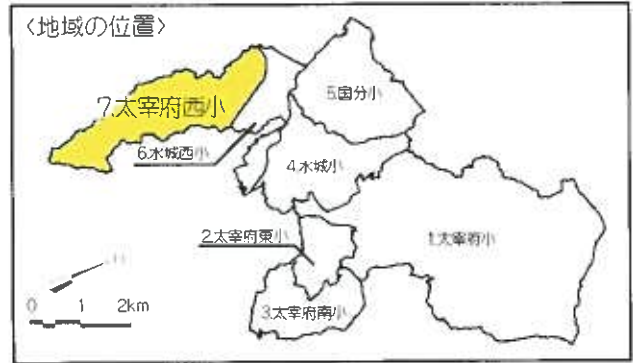 〈地域の位置〉
5.国分小
7.太宰府西小
6.水城西小
4.水城小
2.太宰府東小
1.太宰府小
3.太宰府南小
0 1 2km